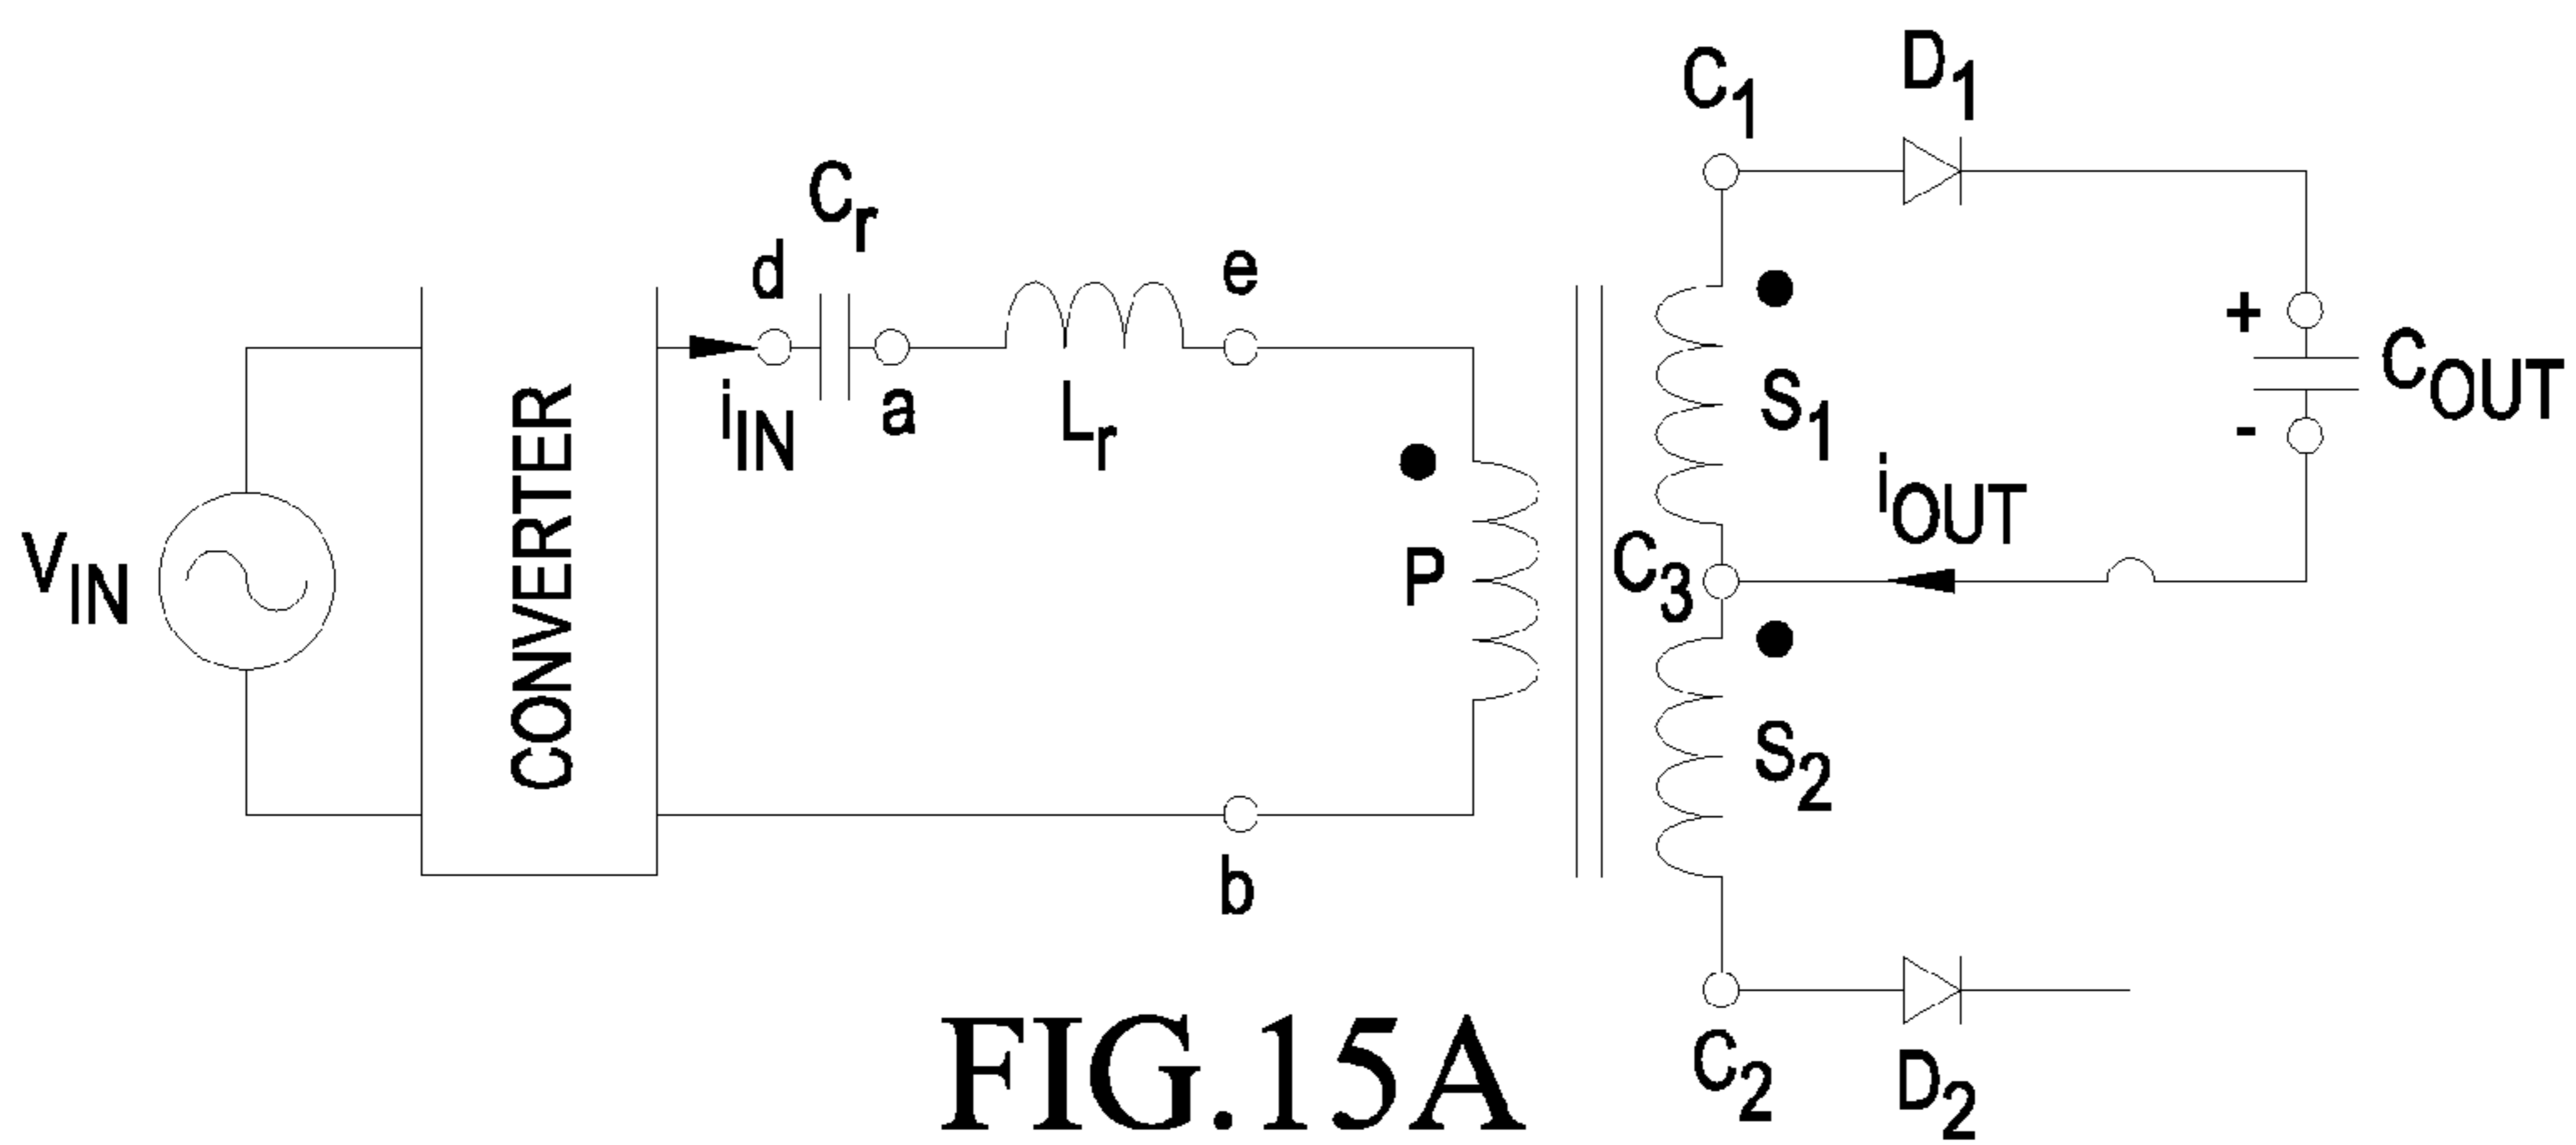 C1
D1
Cr
d
e
+
COUT
-
iIN
a
Lr
S1
iOUT
VIN
CONVERTER
P
C3
S2
b
C2
D2
FIG.15A